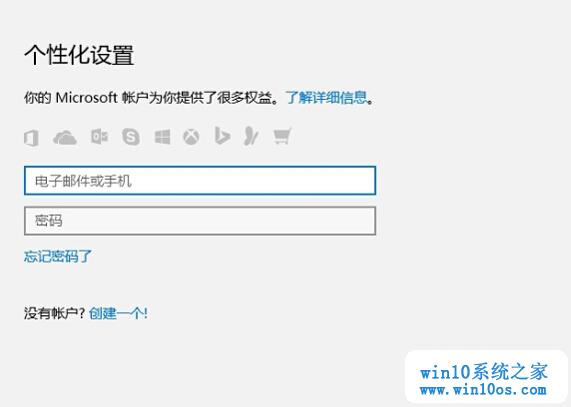 个性化设置
你的 Microsoft 帐户为你提供了很多权益。了解详细信息。
电子邮件或手机
密码
忘记密码了
没有帐户? 创建一个!
win10系统之家
www.win10os.com